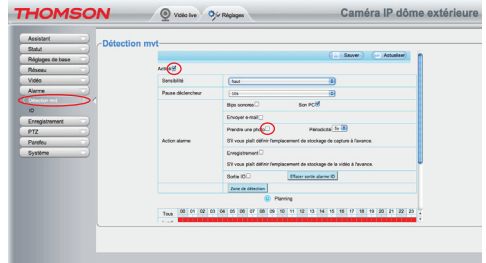 THOMSON
Vidéo live
Réglages
Caméra IP dôme extérieure
Assistant
Statut
Réglages de base
Réseau
Vidéo
Alarme
Détection mvt
IO
Enregistrement
PTZ
Parefeu
Système
Détection mvt
Sauver
Actualiser
Activé
Sensibilité
haut
Pause déclencheur
10s
Action alarme
Bips sonores
Son PC
Envoyer e-mail
Prendre une photo
Périodicité
S'il vous plaît définir l'emplacement de stockage de capture à l'avance.
Enregistrement
S'il vous plaît définir l'emplacement de stockage de la vidéo à l'avance.
Sortie IO
Effacer sortie alarme IO
Zone de détection
Planning
Tous 00 01 02 03 04 05 06 07 08 09 10 11 12 13 14 15 16 17 18 19 20 21 22 23